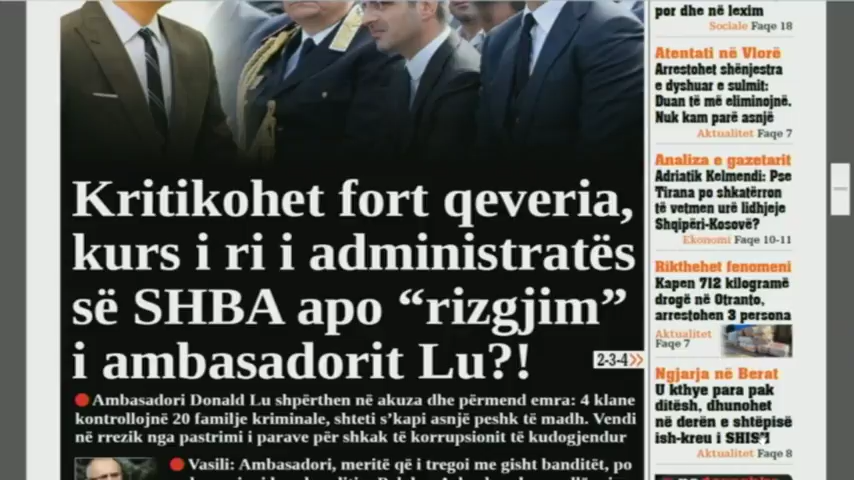 Kritikohet fort qeveria,
kurs i ri i administratës
së SHBA apo “rizgjim”
i ambasadorit Lu?!
2-3-4
Ambasadori Donald Lu shpërthen në akuza dhe përmend emra: 4 klane
kontrollojnë 20 familje kriminale, shteti s'kapi asnjë peshk të madh. Vendi
në rrezik nga pastrimi i parave për shkak të korrupsionit të kudogjendur
Vasili: Ambasador, meritë që i tregoi me gisht banditët, po
por dhe në lexim
Sociale Faqe 18
Atentati në Vlorë
Arrestohet shënjestra
e dyshuar e sulmit:
Duan të më eliminojnë.
Nuk kam parë asnjë
Aktualitet Faqe 7
Analiza e gazetarit
Adriatik Kelmendi: Pse
Tirana po shkatërron
të vetmen urë lidhjeje
Shqipëri-Kosovë?
Ekonomi Faqe 10-11
Rikthehet fenomeni
Kapen 712 kilogramë
drogë në Otranto,
arrestohen 3 persona
Aktualitet
Faqe 7
Ngjarja në Berat
U kthye para pak
ditësh, dhunohet
në derën e shtëpisë
ish-kreu i SHISH
Aktualitet Faqe 8